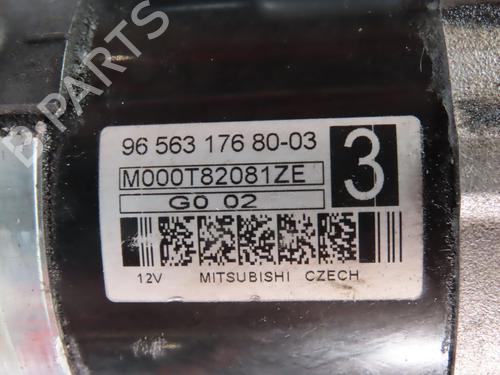 B-PARTS
96 563 176 80-03
3
M000T82081ZE
G0 02
12V MITSUBISHI CZECH